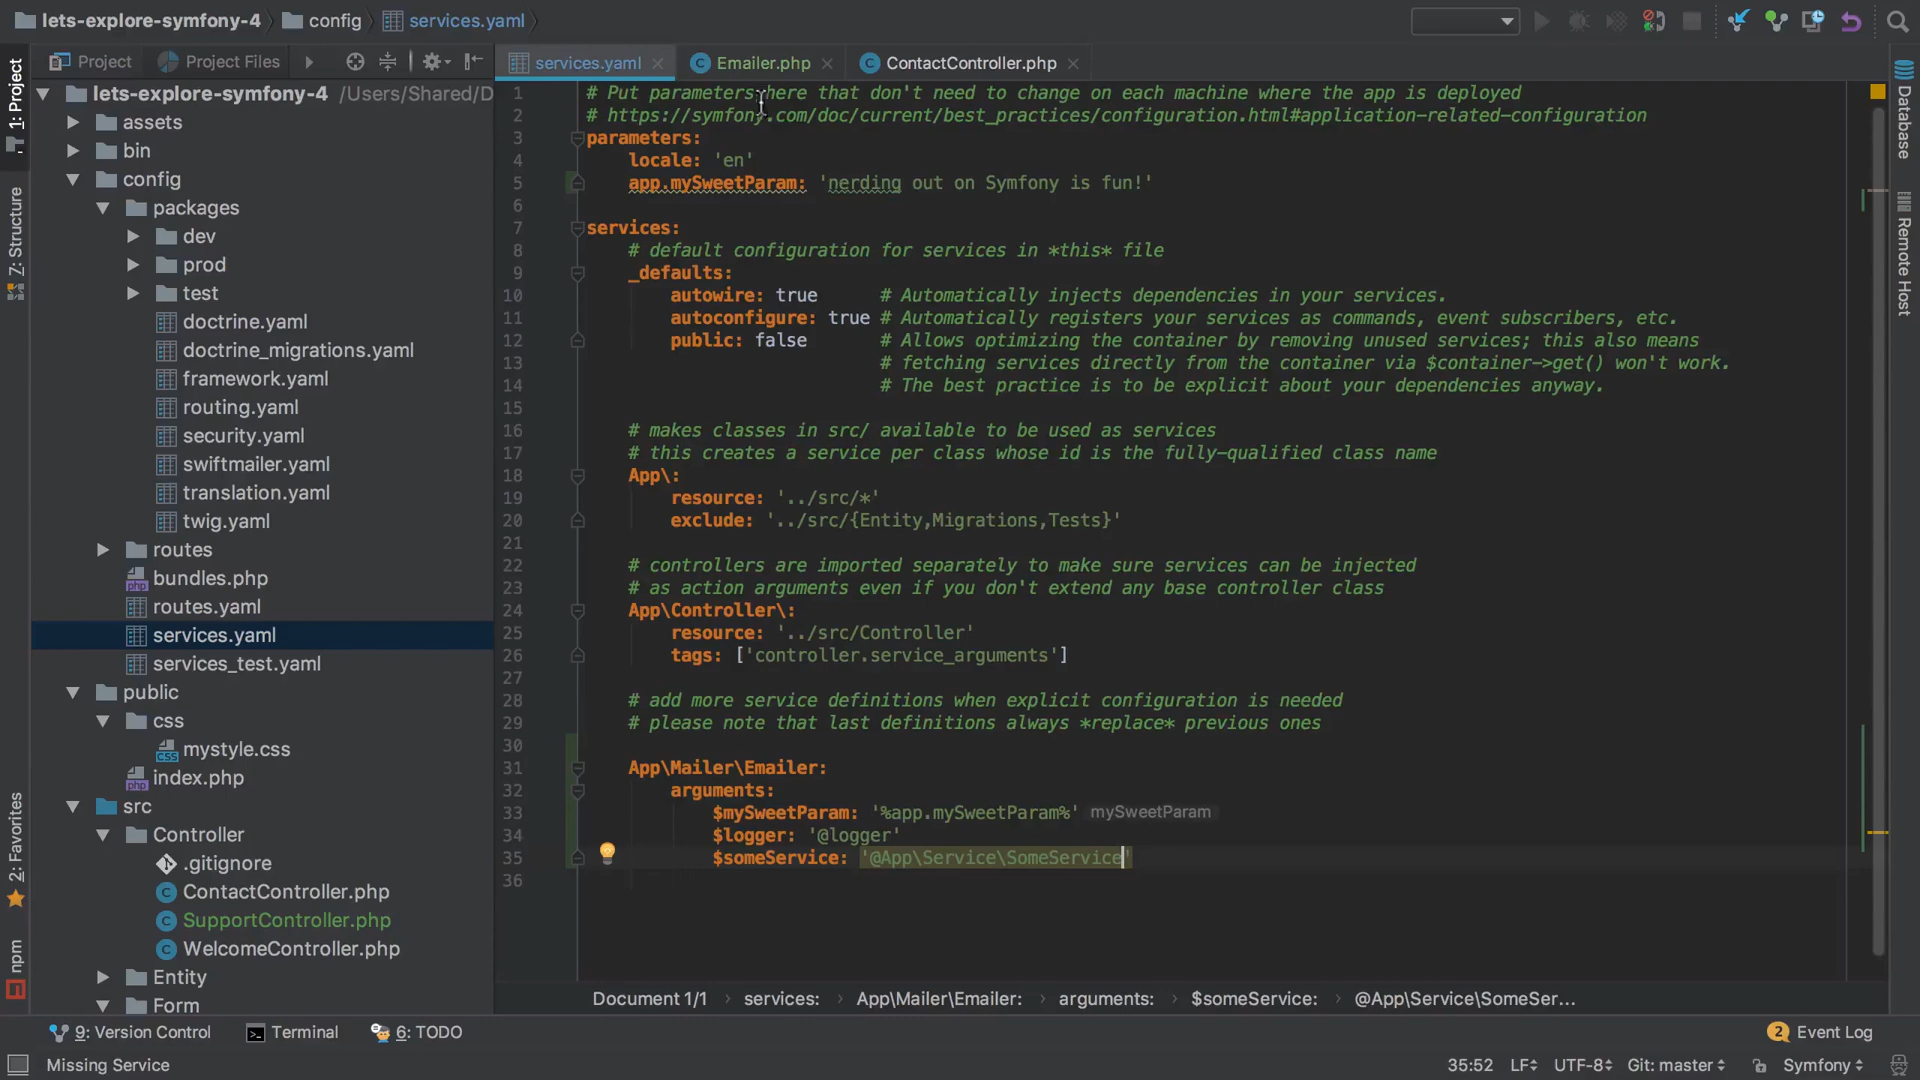 lets-explore-symfony-4
config
services.yaml
1: Project
7: Structure
2: Favorites
npm
Project
Project Files
lets-explore-symfony-4 /Users/Shared/D
assets
bin
config
packages
dev
prod
test
doctrine.yaml
doctrine_migrations.yaml
framework.yaml
routing.yaml
security.yaml
swiftmailer.yaml
translation.yaml
twig.yaml
routes
bundles.php
routes.yaml
services.yaml
services_test.yaml
public
css
mystyle.css
index.php
src
Controller
.gitignore
ContactController.php
SupportController.php
WelcomeController.php
Entity
Form
services.yaml
Emailer.php
ContactController.php
1 # Put parameters here that don't need to change on each machine where the app is deployed
2 # https://symfony.com/doc/current/best_practices/configuration.html#application-related-configuration
3 parameters:
4 locale: 'en'
5 app.mySweetParam: 'nerding out on Symfony is fun!'
6
7 services:
8 # default configuration for services in *this* file
9 _defaults:
10 autowire: true # Automatically injects dependencies in your services.
11 autoconfigure: true # Automatically registers your services as commands, event subscribers, etc.
12 public: false # Allows optimizing the container by removing unused services; this also means
13 # fetching services directly from the container via $container->get() won't work.
14 # The best practice is to be explicit about your dependencies anyway.
15
16 # makes classes in src/ available to be used as services
17 # this creates a service per class whose id is the fully-qualified class name
18 App\:
19 resource: '../src/*'
20 exclude: '../src/{Entity,Migrations,Tests}'
21
22 # controllers are imported separately to make sure services can be injected
23 # as action arguments even if you don't extend any base controller class
24 App\Controller\:
25 resource: '../src/Controller'
26 tags: ['controller.service_arguments']
27
28 # add more service definitions when explicit configuration is needed
29 # please note that last definitions always *replace* previous ones
30
31 App\Mailer\Emailer:
32 arguments:
33 $mySweetParam: '%app.mySweetParam%' mySweetParam
34 $logger: '@logger'
35 $someService: '@App\Service\SomeService'
36
Document 1/1 › services: › App\Mailer\Emailer: › arguments: › $someService: › @App\Service\SomeSer...
Database
Remote Host
9: Version Control
Terminal
6: TODO
2 Event Log
Missing Service
35:52 LF UTF-8 Git: master Symfony